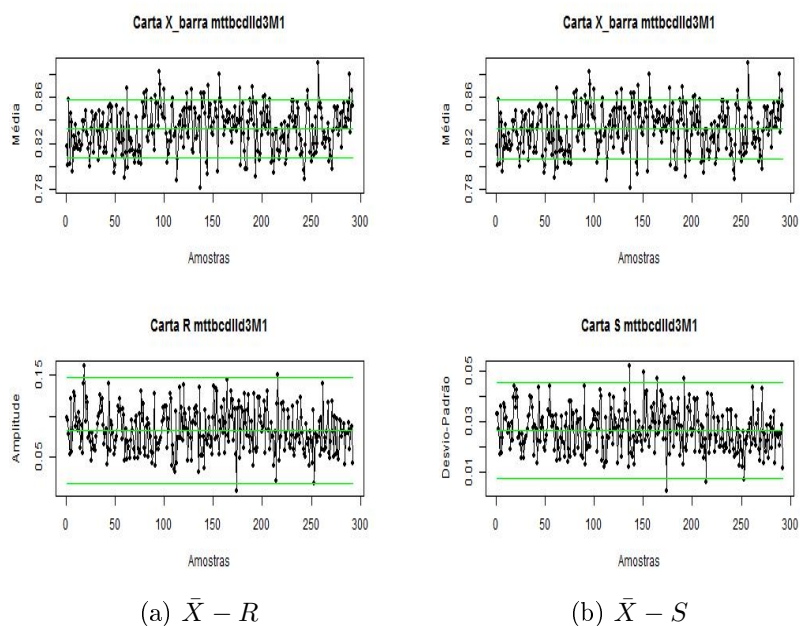 Carta X_barra mttbcdlld3M1
Média
0.78 0.82 0.86
0 50 100 150 200 250 300
Amostras
Carta X_barra mttbcdlld3M1
Média
0.78 0.82 0.86
0 50 100 150 200 250 300
Amostras
Carta R mttbcdlld3M1
Amplitude
0.05 0.15
0 50 100 150 200 250 300
Amostras
Carta S mttbcdlld3M1
Desvio-Padrão
0.01 0.03 0.05
0 50 100 150 200 250 300
Amostras
(a) X̄ − R
(b) X̄ − S